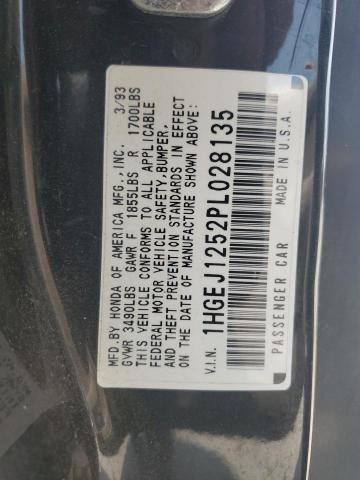 MFD.BY HONDA OF AMERICA MFG.,INC. 3/93
GVWR 3490LBS GAWR F 1855LBS R 1700LBS
THIS VEHICLE CONFORMS TO ALL APPLICABLE
FEDERAL MOTOR VEHICLE SAFETY,BUMPER,
AND THEFT PREVENTION STANDARDS IN EFFECT
ON THE DATE OF MANUFACTURE SHOWN ABOVE.
V.I.N. 1HGEJ1252PL028135
PASSENGER CAR MADE IN U.S.A.